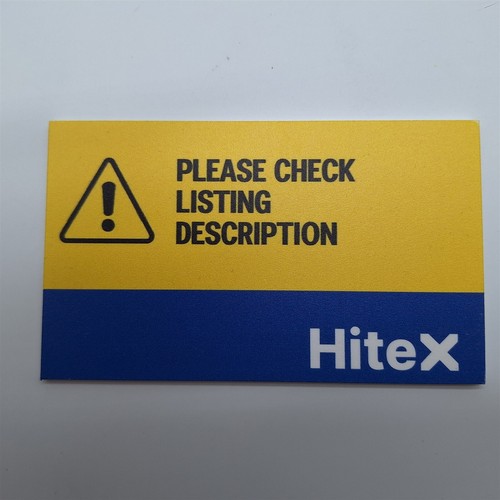 PLEASE CHECK
LISTING
DESCRIPTION
HiteX